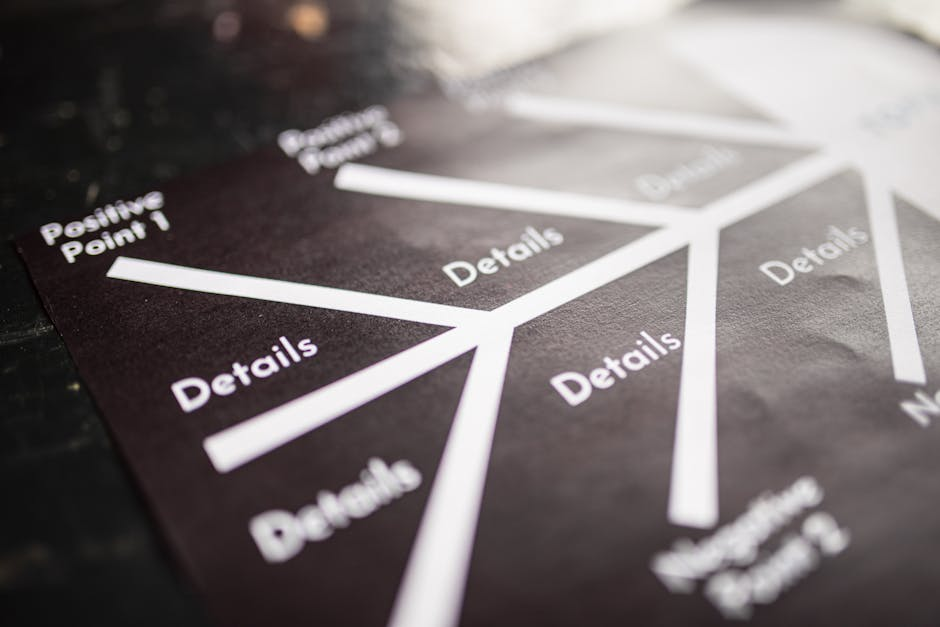 Positive
Point 1
Positive
Point 2
Details
Details
Details
Details
Details
Details
Negative
Point 2